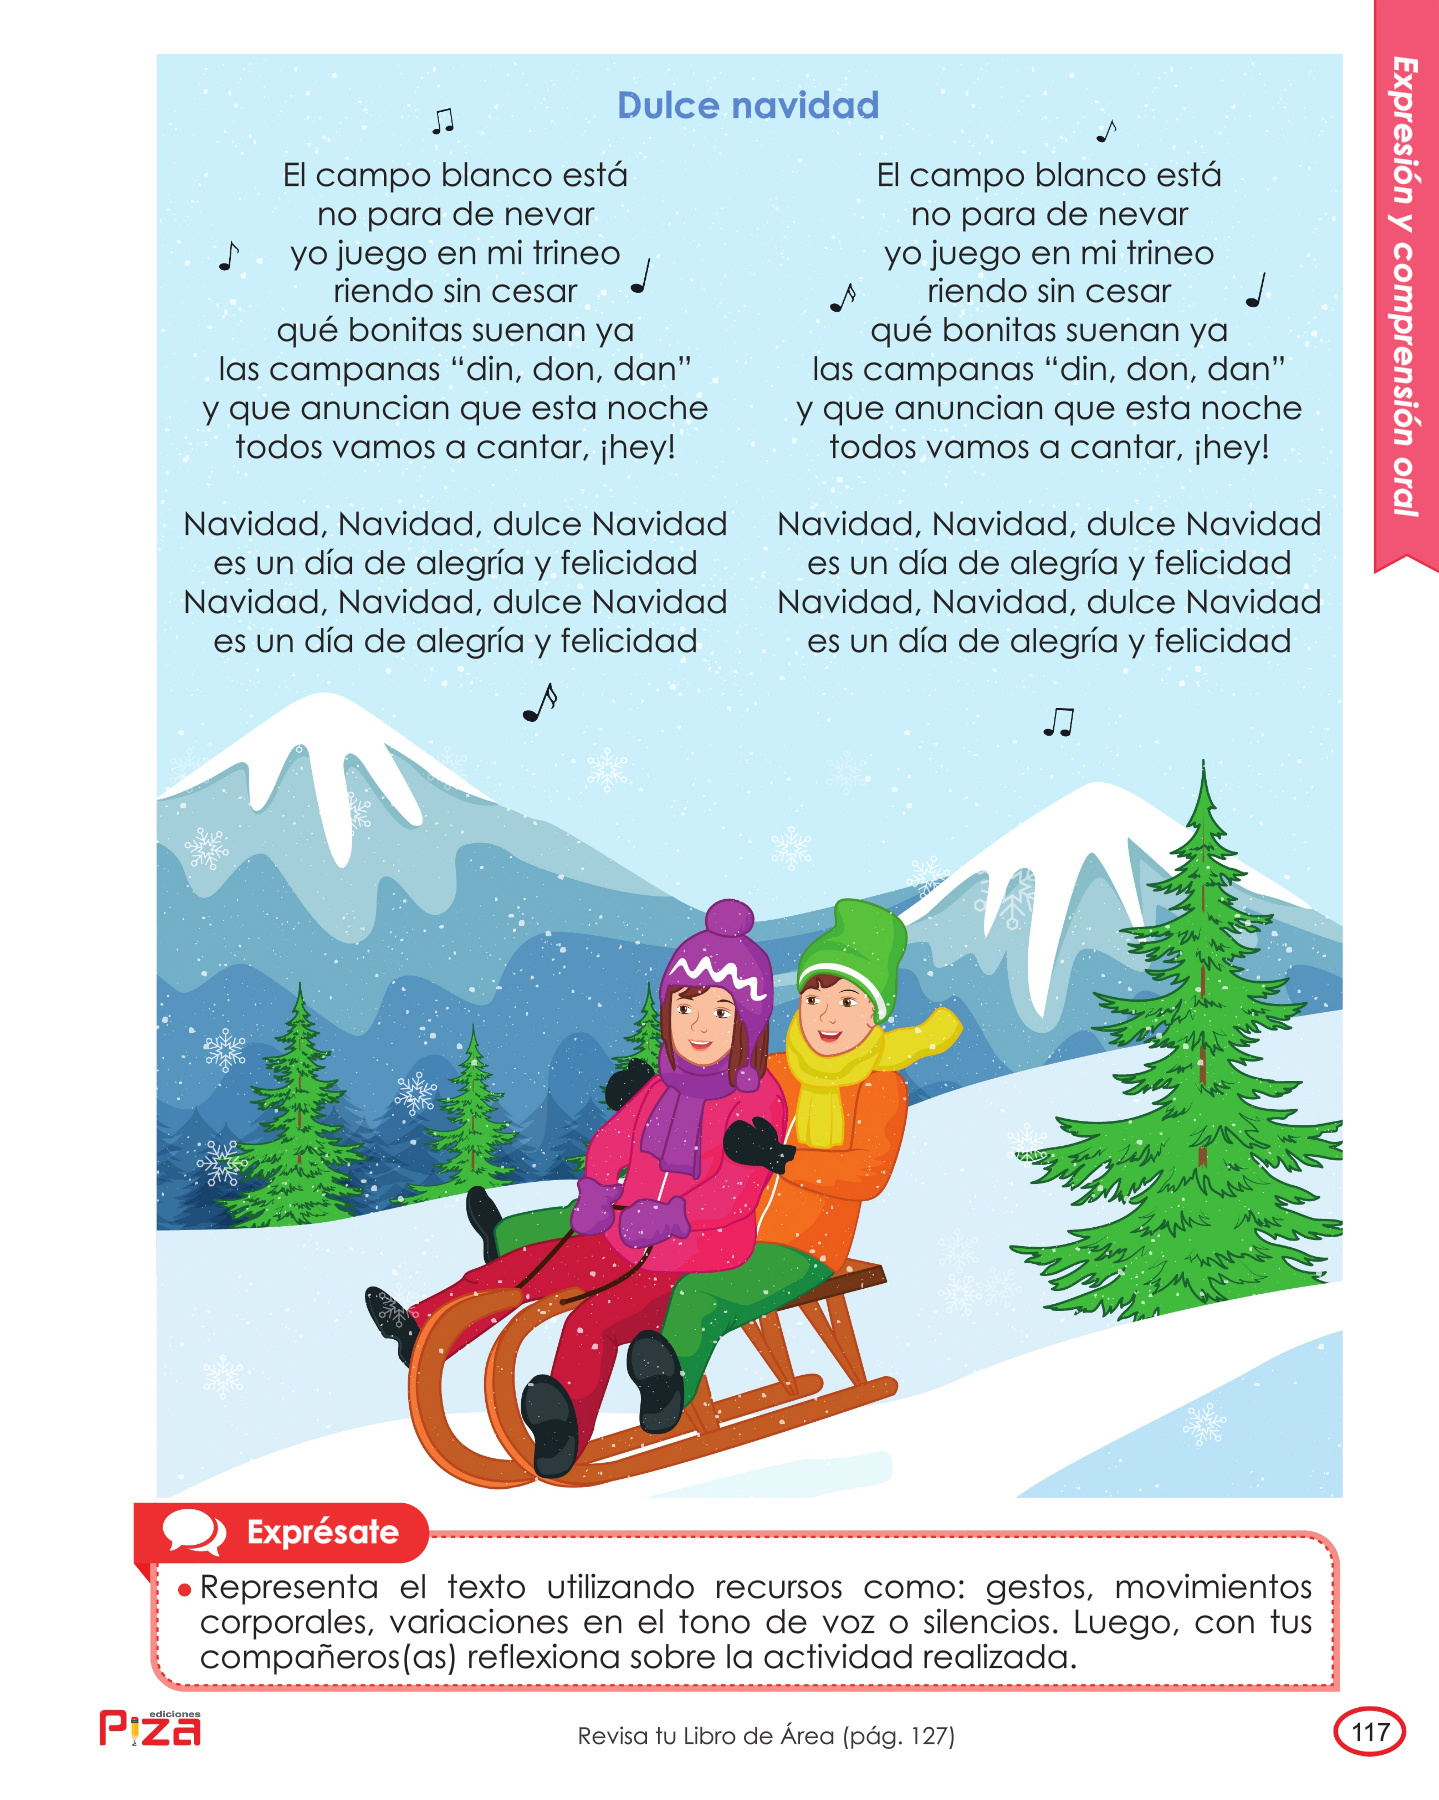 Dulce navidad
El campo blanco está
no para de nevar
yo juego en mi trineo
riendo sin cesar
qué bonitas suenan ya
las campanas “din, don, dan”
y que anuncian que esta noche
todos vamos a cantar, ¡hey!
Navidad, Navidad, dulce Navidad
es un día de alegría y felicidad
Navidad, Navidad, dulce Navidad
es un día de alegría y felicidad
El campo blanco está
no para de nevar
yo juego en mi trineo
riendo sin cesar
qué bonitas suenan ya
las campanas “din, don, dan”
y que anuncian que esta noche
todos vamos a cantar, ¡hey!
Navidad, Navidad, dulce Navidad
es un día de alegría y felicidad
Navidad, Navidad, dulce Navidad
es un día de alegría y felicidad
Expresión y comprensión oral
Exprésate
• Representa el texto utilizando recursos como: gestos, movimientos
corporales, variaciones en el tono de voz o silencios. Luego, con tus
compañeros(as) reflexiona sobre la actividad realizada.
ediciones
Piza
Revisa tu Libro de Área (pág. 127)
117